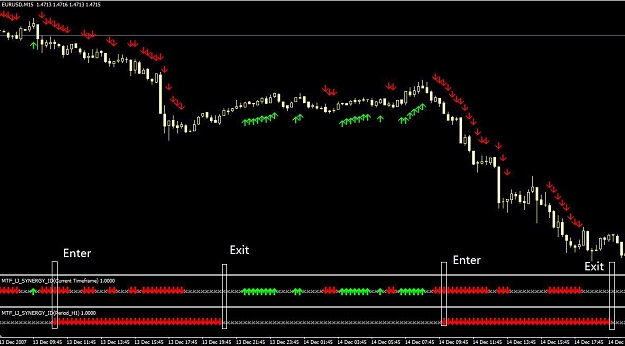 EURUSD,M15 1.4713 1.4716 1.4713 1.4715
Enter
Exit
Enter
Exit
MTF_LJ_SYNERGY_ID(Current Timeframe) 1.0000
MTF_LJ_SYNERGY_ID(Period_H1) 1.0000
13 Dec 2007 13 Dec 09:45 13 Dec 11:45 13 Dec 13:45 13 Dec 15:45 13 Dec 17:45 13 Dec 19:45 13 Dec 21:45 13 Dec 23:45 14 Dec 01:45 14 Dec 03:45 14 Dec 05:45 14 Dec 07:45 14 Dec 09:45 14 Dec 11:45 14 Dec 13:45 14 Dec 15:45 14 Dec 17:45 14 Dec